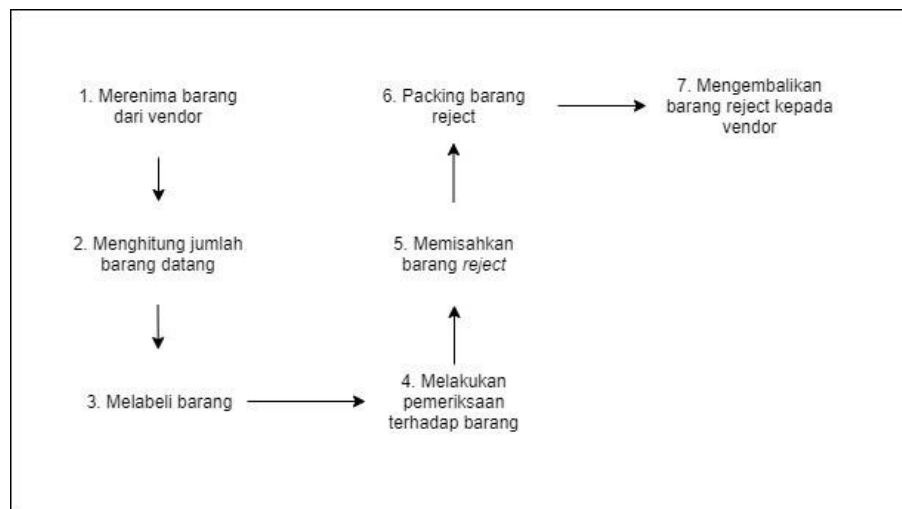 1. Merenima barang
dari vendor
2. Menghitung jumlah
barang datang
3. Melabeli barang
4. Melakukan
pemeriksaan
terhadap barang
5. Memisahkan
barang reject
6. Packing barang
reject
7. Mengembalikan
barang reject kepada
vendor